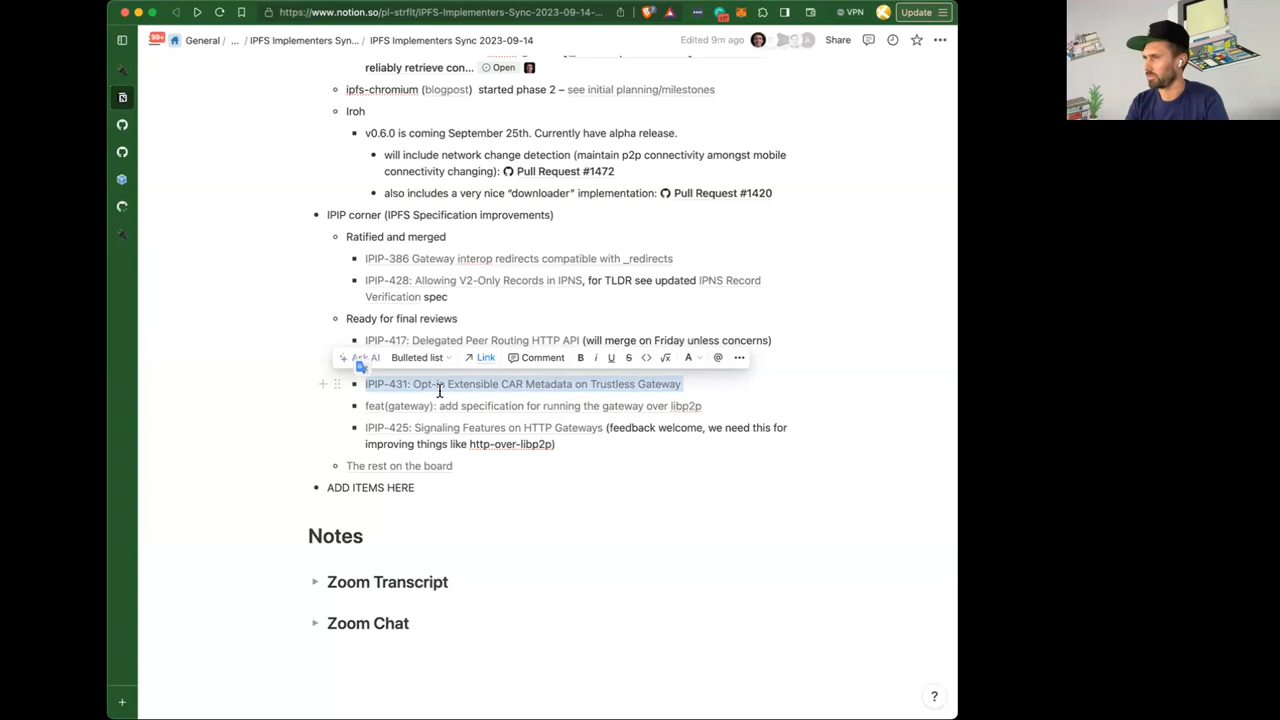 https://www.notion.so/pl-strflt/IPFS-Implementers-Sync-2023-09-14-...
VPN
Update
99+
General / ... / IPFS Implementers Syn... / IPFS Implementers Sync 2023-09-14
Edited 9m ago
Share
reliably retrieve con... Open
ipfs-chromium (blogpost) started phase 2 – see initial planning/milestones
Iroh
v0.6.0 is coming September 25th. Currently have alpha release.
will include network change detection (maintain p2p connectivity amongst mobile
connectivity changing): Pull Request #1472
also includes a very nice “downloader” implementation: Pull Request #1420
IPIP corner (IPFS Specification improvements)
Ratified and merged
IPIP-386 Gateway interop redirects compatible with _redirects
IPIP-428: Allowing V2-Only Records in IPNS, for TLDR see updated IPNS Record
Verification spec
Ready for final reviews
IPIP-417: Delegated Peer Routing HTTP API (will merge on Friday unless concerns)
Ask AI Bulleted list Link Comment B i U S A @
IPIP-431: Opt-in Extensible CAR Metadata on Trustless Gateway
feat(gateway): add specification for running the gateway over libp2p
IPIP-425: Signaling Features on HTTP Gateways (feedback welcome, we need this for
improving things like http-over-libp2p)
The rest on the board
ADD ITEMS HERE
Notes
Zoom Transcript
Zoom Chat
?